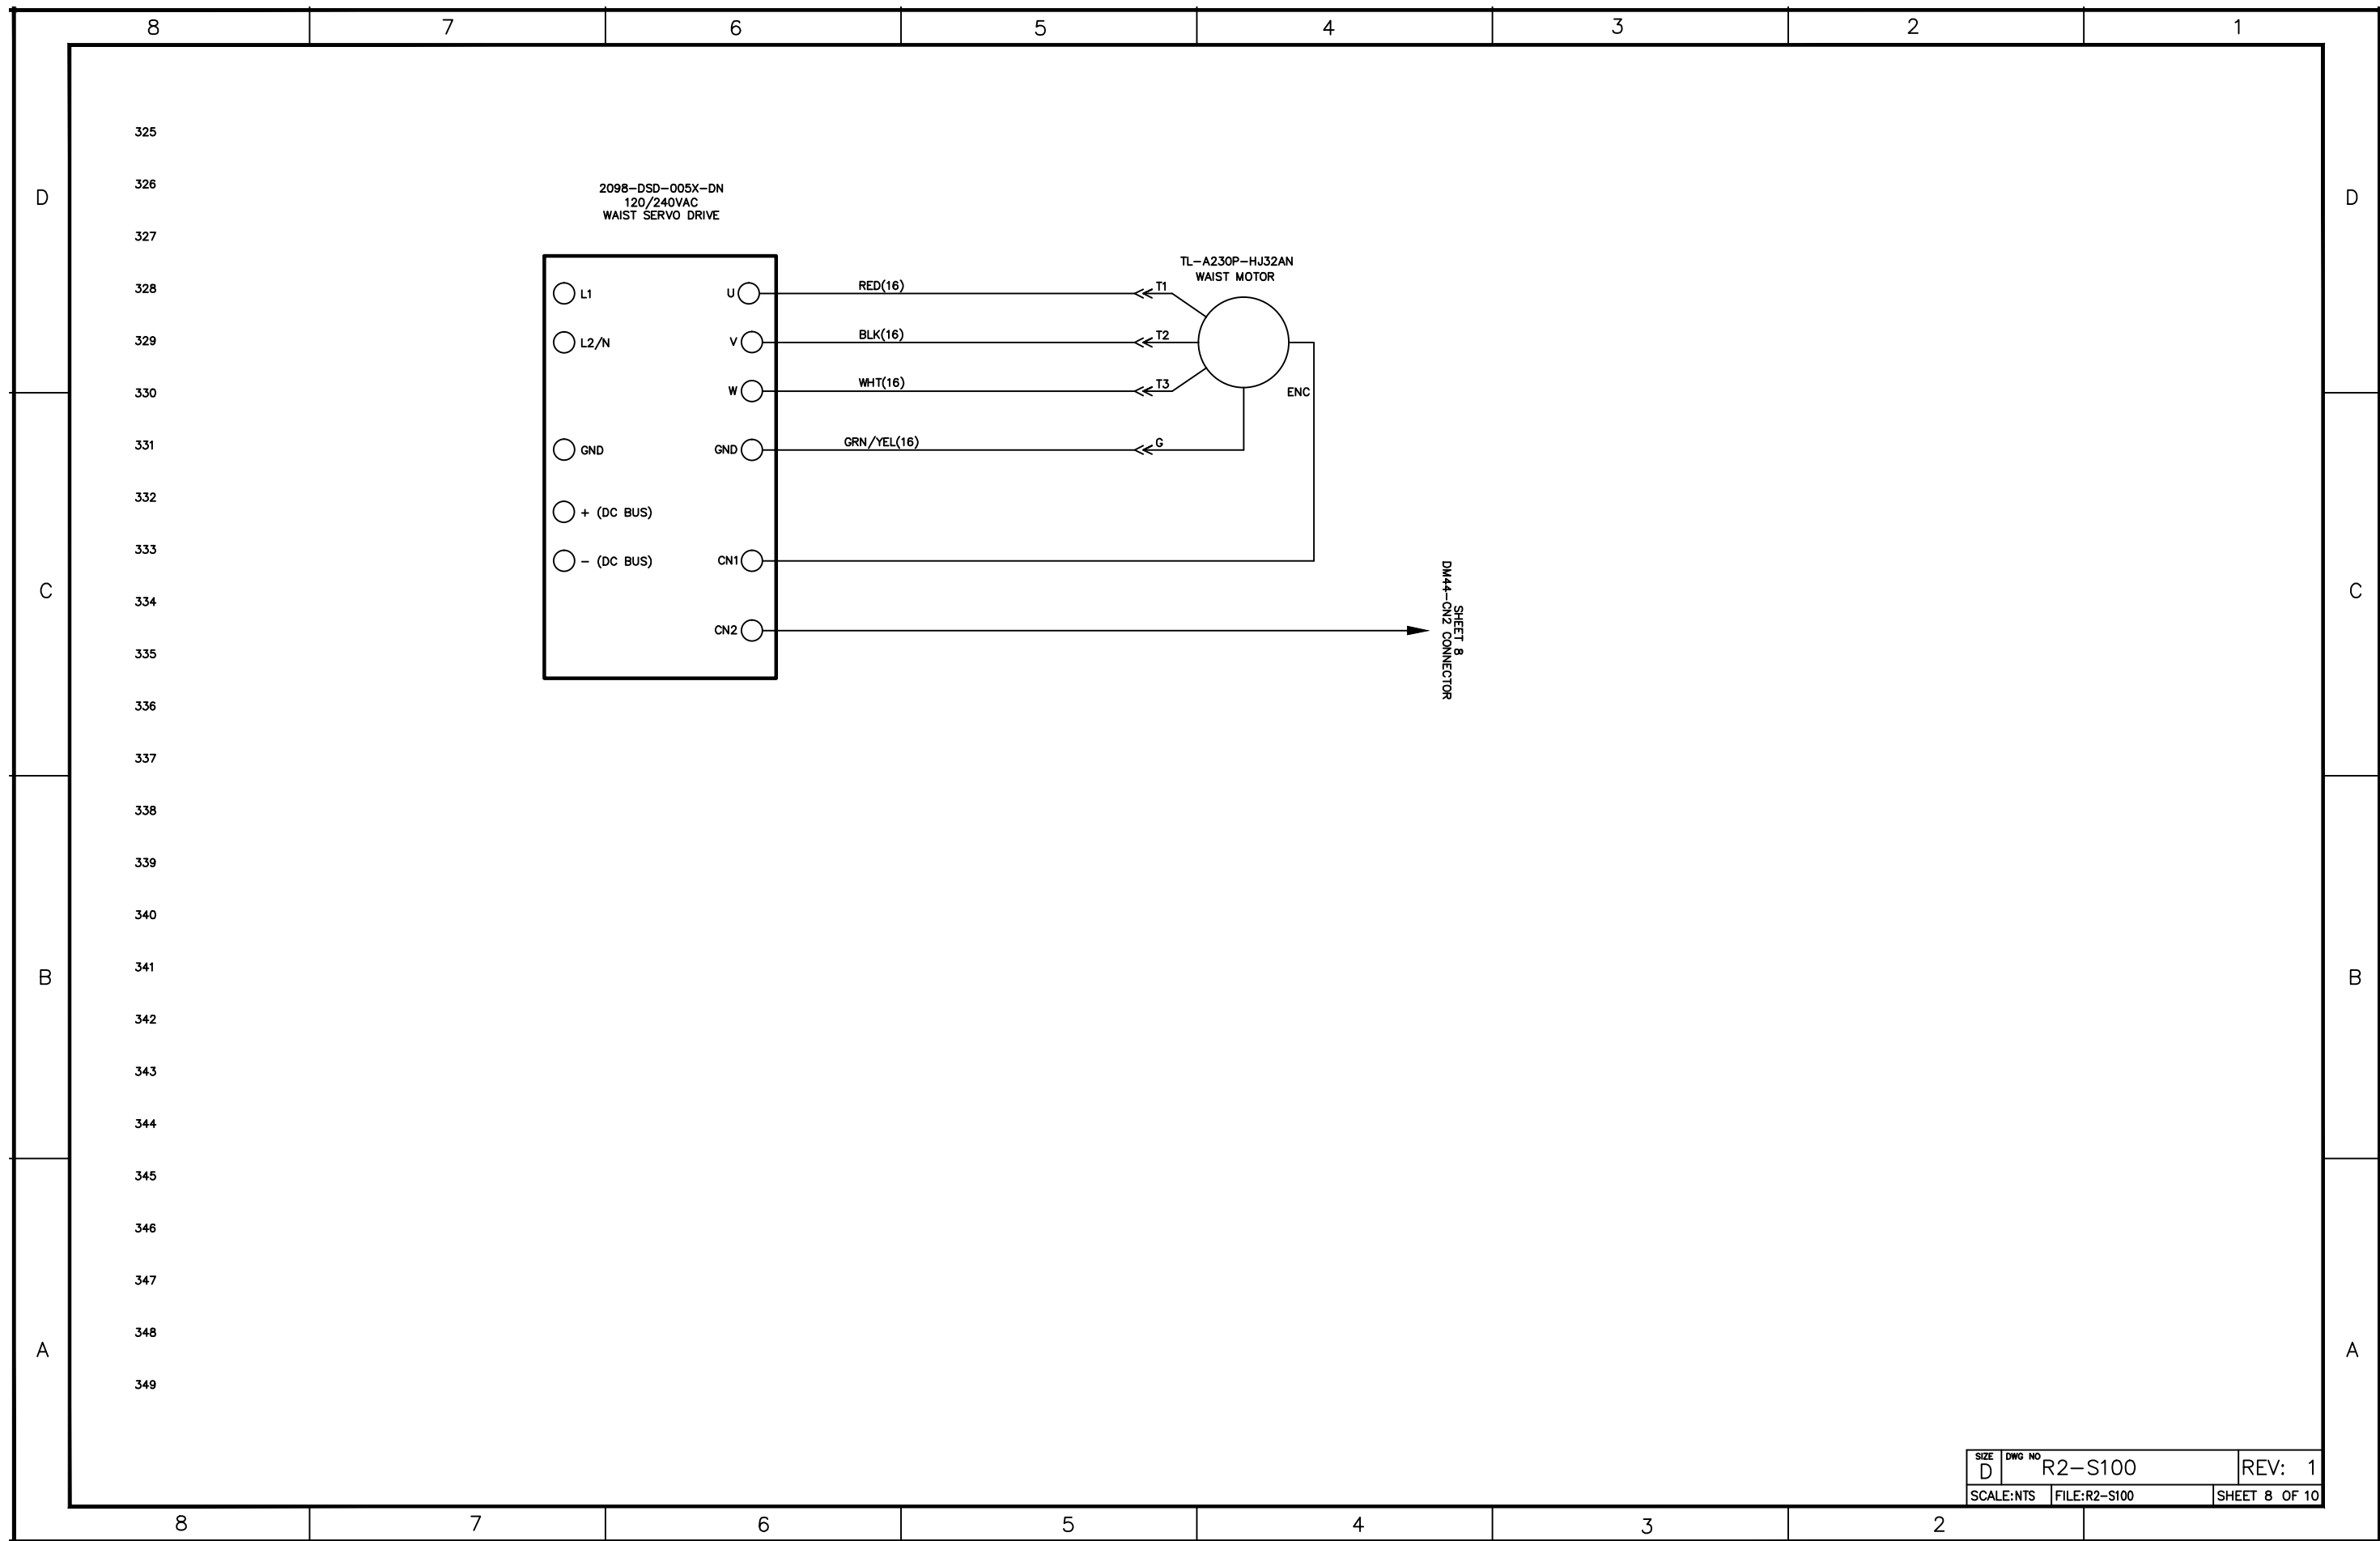 8 7 6 5 4 3 2 1
D
D
C
C
B
B
A
A
325
326
327
328
329
330
331
332
333
334
335
336
337
338
339
340
341
342
343
344
345
346
347
348
349
2098-DSD-005X-DN
120/240VAC
WAIST SERVO DRIVE
L1
L2/N
GND
+ (DC BUS)
- (DC BUS)
U
V
W
GND
CN1
CN2
RED(16)
BLK(16)
WHT(16)
GRN/YEL(16)
T1
T2
T3
G
TL-A230P-HJ32AN
WAIST MOTOR
ENC
SHEET 8
DM44-CN2 CONNECTOR
SIZE
D
DWG NO
R2-S100
REV: 1
SCALE:NTS
FILE:R2-S100
SHEET 8 OF 10
8 7 6 5 4 3 2